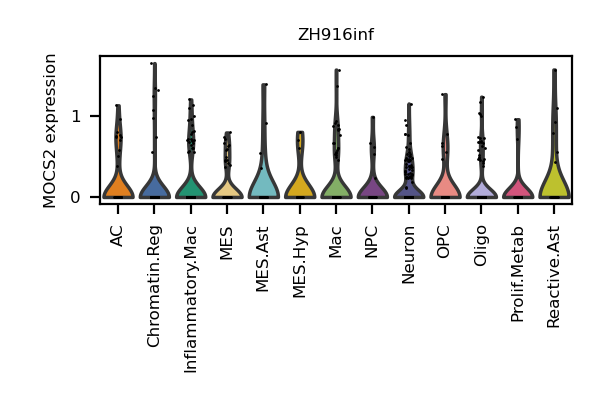 ZH916inf
MOCS2 expression
1
0
AC
Chromatin.Reg
Inflammatory.Mac
MES
MES.Ast
MES.Hyp
Mac
NPC
Neuron
OPC
Oligo
Prolif.Metab
Reactive.Ast